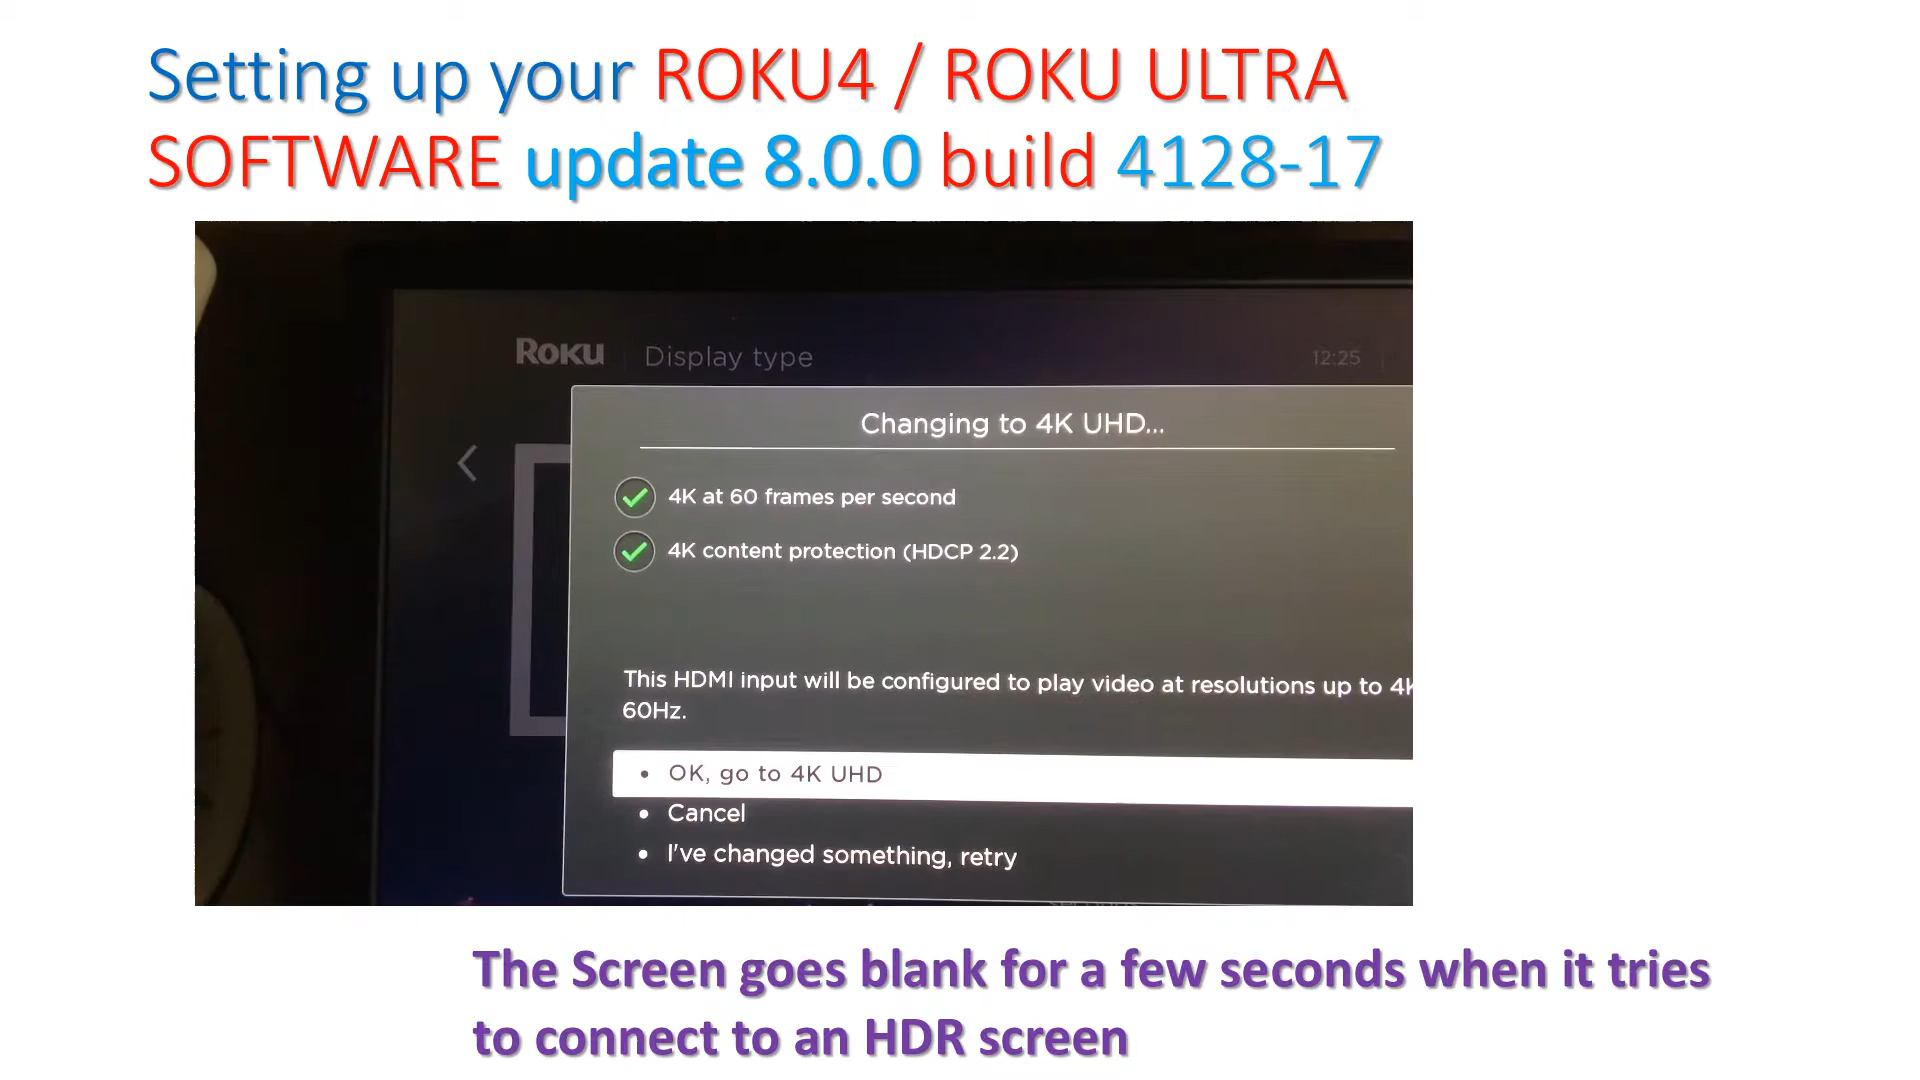 Setting up your ROKU4 / ROKU ULTRA
SOFTWARE update 8.0.0 build 4128-17
ROKU | Display type 12:25 |
Changing to 4K UHD...
4K at 60 frames per second
4K content protection (HDCP 2.2)
This HDMI input will be configured to play video at resolutions up to 4K
60Hz.
• OK, go to 4K UHD
• Cancel
• I've changed something, retry
The Screen goes blank for a few seconds when it tries
to connect to an HDR screen